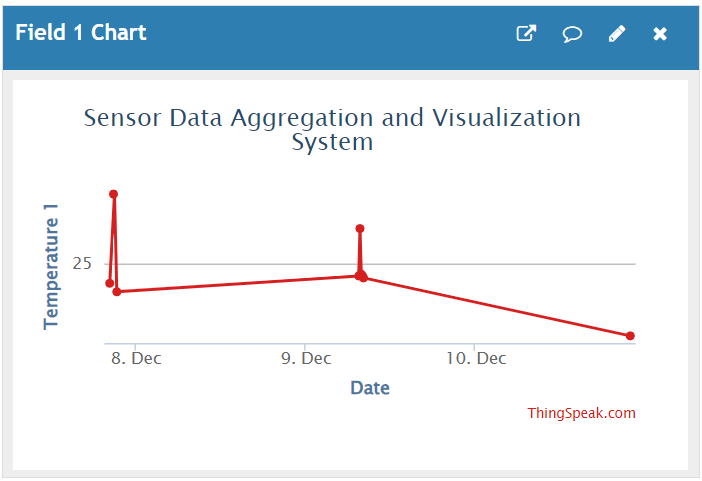 Field 1 Chart
Sensor Data Aggregation and Visualization
System
Temperature 1
25
8. Dec
9. Dec
10. Dec
Date
ThingSpeak.com